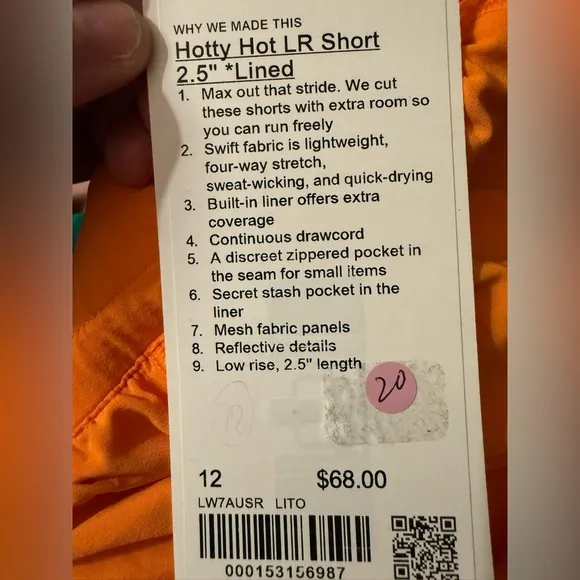 WHY WE MADE THIS
Hotty Hot LR Short
2.5" *Lined
1. Max out that stride. We cut
these shorts with extra room so
you can run freely
2. Swift fabric is lightweight,
four-way stretch,
sweat-wicking, and quick-drying
3. Built-in liner offers extra
coverage
4. Continuous drawcord
5. A discreet zippered pocket in
the seam for small items
6. Secret stash pocket in the
liner
7. Mesh fabric panels
8. Reflective details
9. Low rise, 2.5" length
20
12 $68.00
LW7AUSR LITO
000153156987